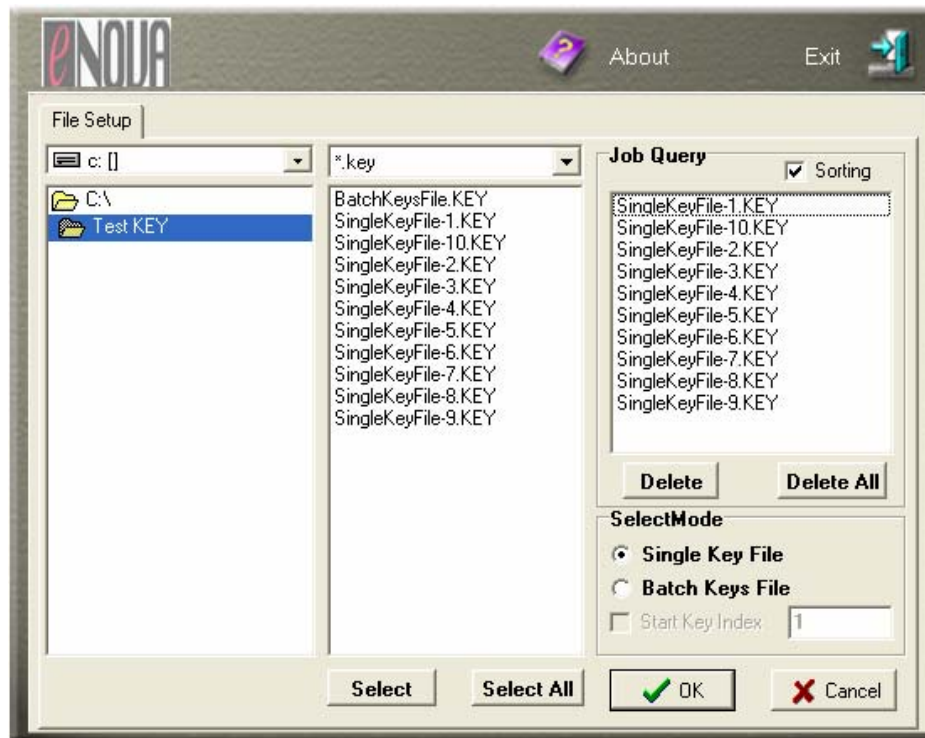 eNOVA
About
Exit
File Setup
c: []
C:\
Test KEY
*.key
BatchKeysFile.KEY
SingleKeyFile-1.KEY
SingleKeyFile-10.KEY
SingleKeyFile-2.KEY
SingleKeyFile-3.KEY
SingleKeyFile-4.KEY
SingleKeyFile-5.KEY
SingleKeyFile-6.KEY
SingleKeyFile-7.KEY
SingleKeyFile-8.KEY
SingleKeyFile-9.KEY
Select
Select All
Job Query
Sorting
SingleKeyFile-1.KEY
SingleKeyFile-10.KEY
SingleKeyFile-2.KEY
SingleKeyFile-3.KEY
SingleKeyFile-4.KEY
SingleKeyFile-5.KEY
SingleKeyFile-6.KEY
SingleKeyFile-7.KEY
SingleKeyFile-8.KEY
SingleKeyFile-9.KEY
Delete
Delete All
SelectMode
Single Key File
Batch Keys File
Start Key Index
1
OK
Cancel